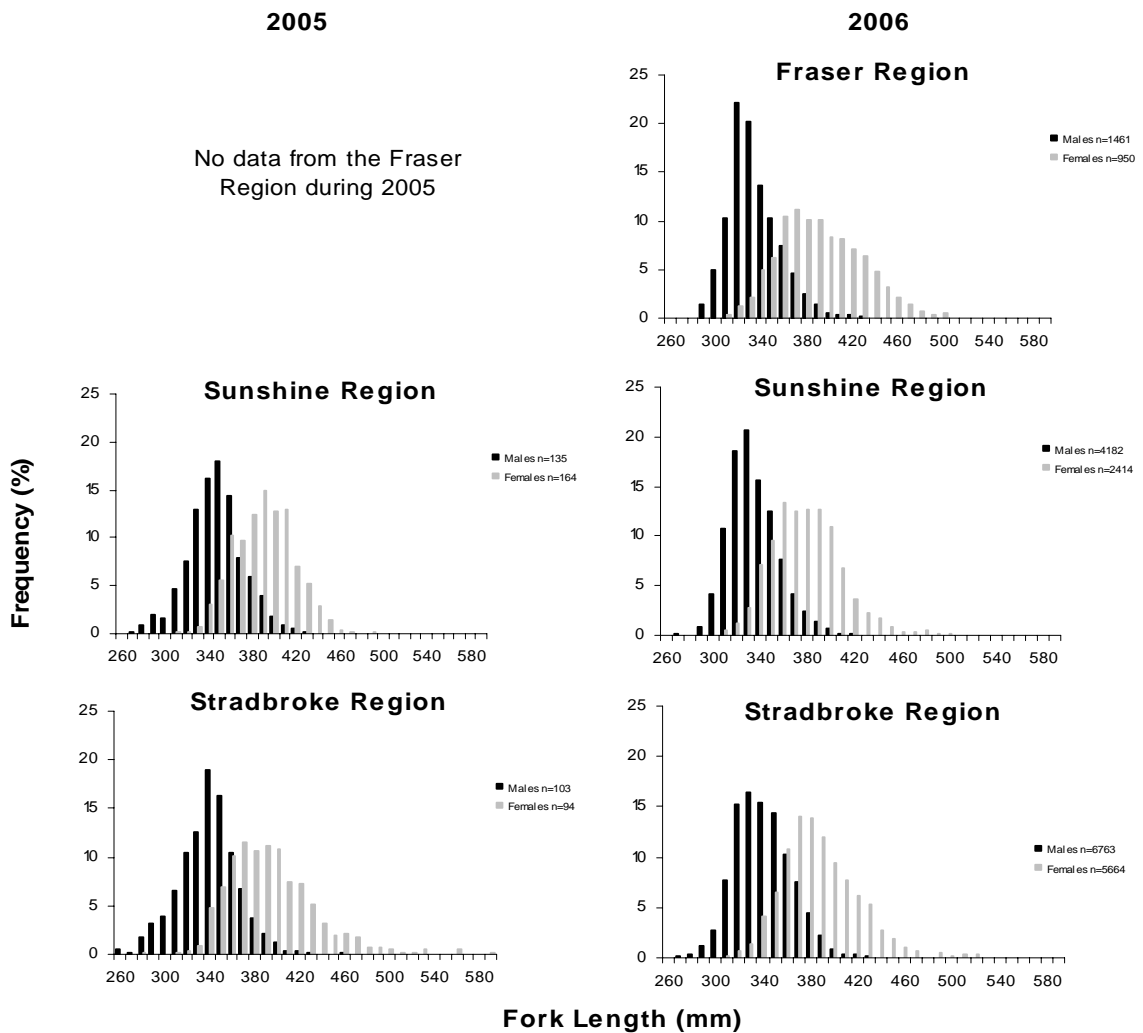 2005
2006
No data from the Fraser
Region during 2005
Fraser Region
25
20
15
10
5
0
Males n=1461
Females n=950
260 300 340 380 420 460 500 540 580
Frequency (%)
Sunshine Region
25
20
15
10
5
0
Males n=135
Females n=164
260 300 340 380 420 460 500 540 580
Sunshine Region
25
20
15
10
5
0
Males n=4182
Females n=2414
260 300 340 380 420 460 500 540 580
Stradbroke Region
25
20
15
10
5
0
Males n=103
Females n=94
260 300 340 380 420 460 500 540 580
Stradbroke Region
25
20
15
10
5
0
Males n=6763
Females n=5664
260 300 340 380 420 460 500 540 580
Fork Length (mm)